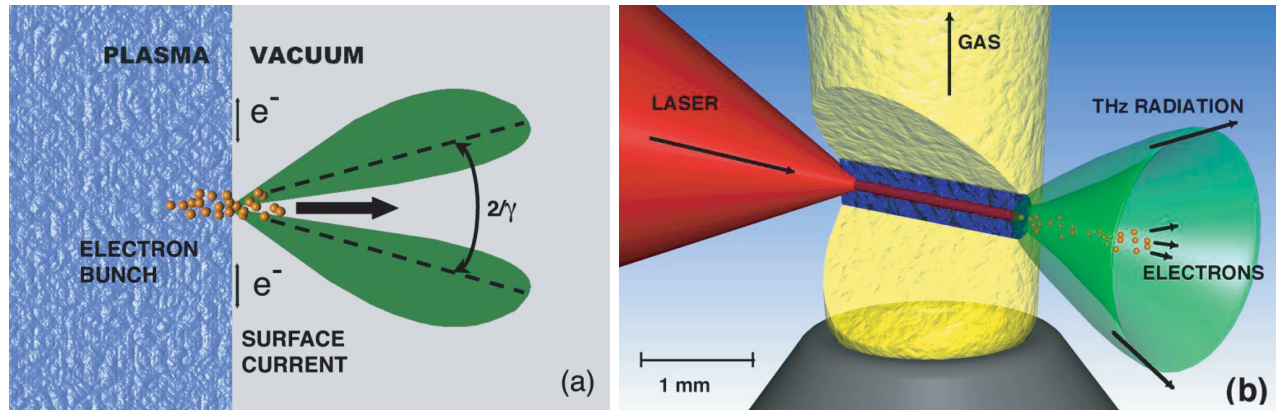 PLASMA
VACUUM
e-
2/γ
ELECTRON
BUNCH
e-
SURFACE
CURRENT
(a)
GAS
LASER
THz RADIATION
ELECTRONS
1 mm
(b)